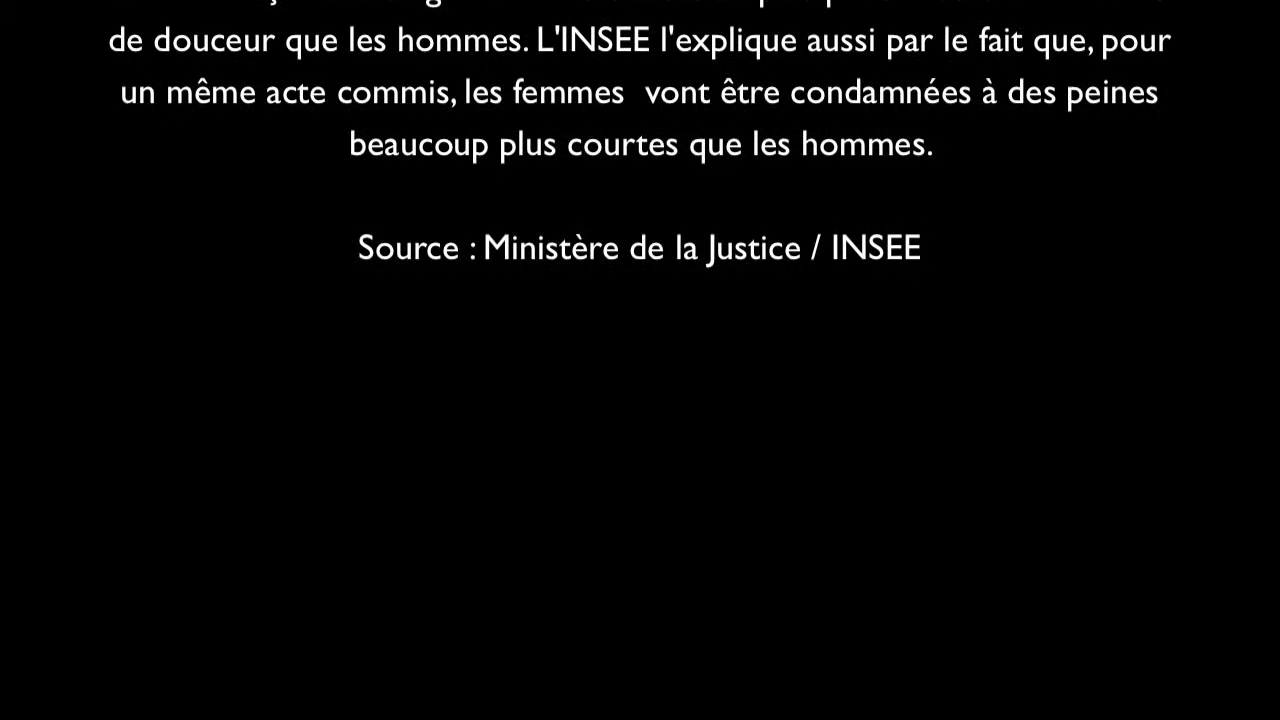 de douceur que les hommes. L'INSEE l'explique aussi par le fait que, pour
un même acte commis, les femmes  vont être condamnées à des peines
beaucoup plus courtes que les hommes.
Source : Ministère de la Justice / INSEE